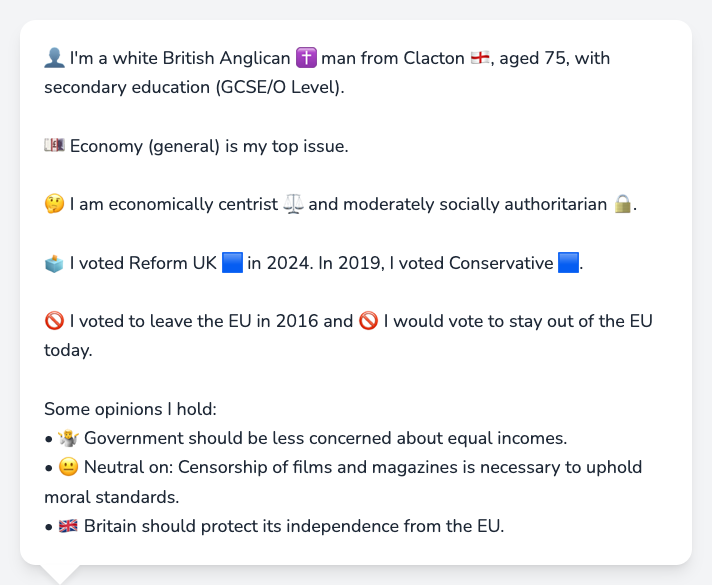 👤 I'm a white British Anglican ✝️ man from Clacton 🏴󠁧󠁢󠁥󠁮󠁧󠁿, aged 75, with
secondary education (GCSE/O Level).
💷 Economy (general) is my top issue.
🤔 I am economically centrist ⚖️ and moderately socially authoritarian 🔒.
🗳️ I voted Reform UK 🟦 in 2024. In 2019, I voted Conservative 🟦.
🚫 I voted to leave the EU in 2016 and 🚫 I would vote to stay out of the EU
today.
Some opinions I hold:
• 🤷 Government should be less concerned about equal incomes.
• 😐 Neutral on: Censorship of films and magazines is necessary to uphold
moral standards.
• 🇬🇧 Britain should protect its independence from the EU.